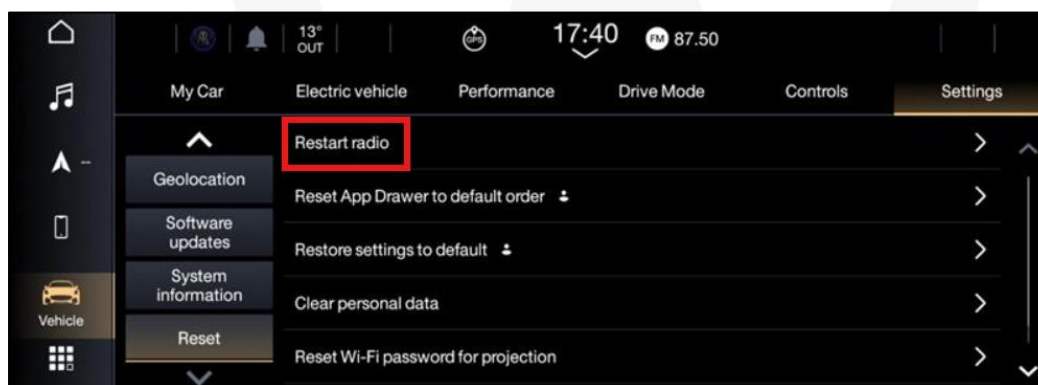 13°
OUT
GPS
17:40
FM 87.50
My Car
Electric vehicle
Performance
Drive Mode
Controls
Settings
--
Vehicle
Geolocation
Software
updates
System
information
Reset
Restart radio
Reset App Drawer to default order
Restore settings to default
Clear personal data
Reset Wi-Fi password for projection